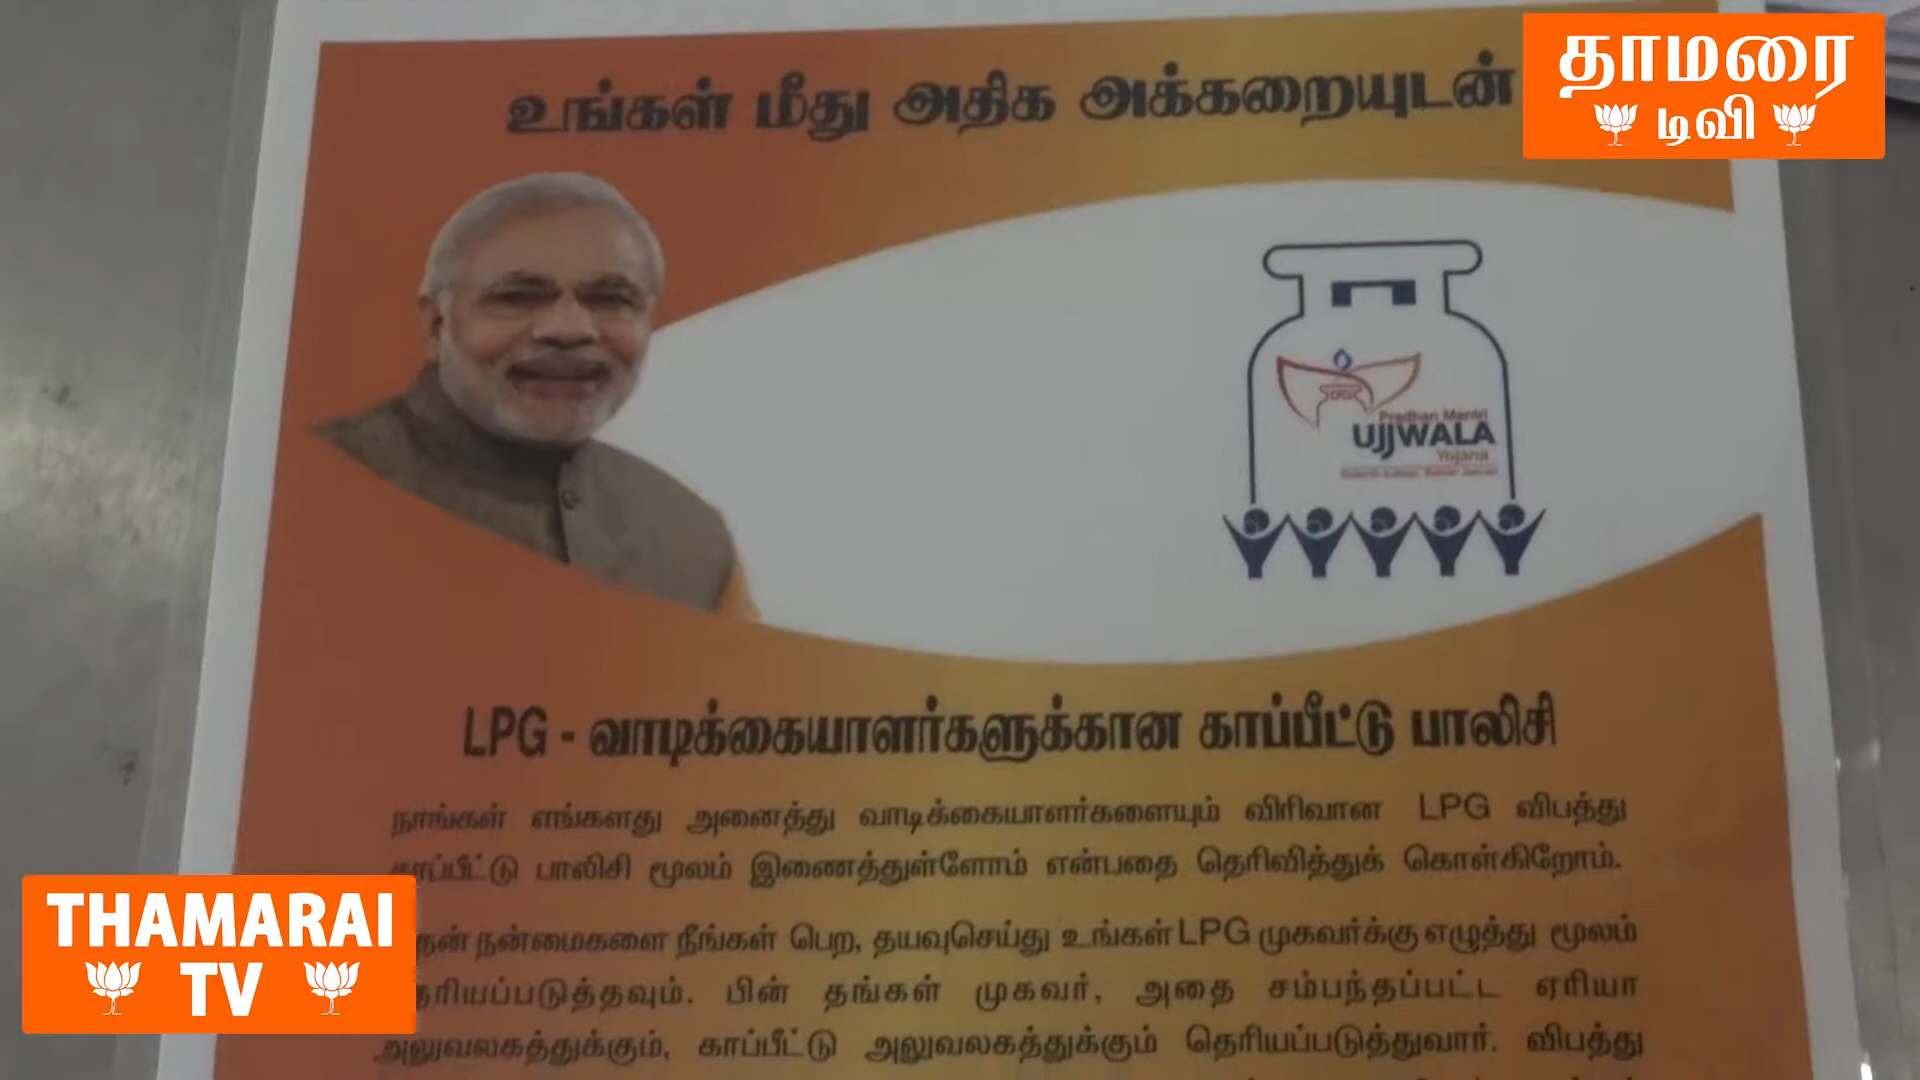 உங்கள் மீது அதிக அக்கறையுடன்
தாமரை
டிவி
Pradhan Mantri
UJJWALA
Yojana
LPG - வாடிக்கையாளர்களுக்கான காப்பீட்டு பாலிசி
நாங்கள் எங்களது அனைத்து வாடிக்கையாளர்களையும் விரிவான LPG விபத்து
காப்பீட்டு பாலிசி மூலம் இணைத்துள்ளோம் என்பதை தெரிவித்துக் கொள்கிறோம்.
நன்மைகளை நீங்கள் பெற, தயவுசெய்து உங்கள் LPG முகவர்க்கு எழுத்து மூலம்
பின் தங்கள் முகவர், அதை சம்பந்தப்பட்ட ஏரியா
அலுவலகத்துக்கும், காப்பீட்டு அலுவலகத்துக்கும் தெரியப்படுத்துவார். விபத்து
THAMARAI
TV